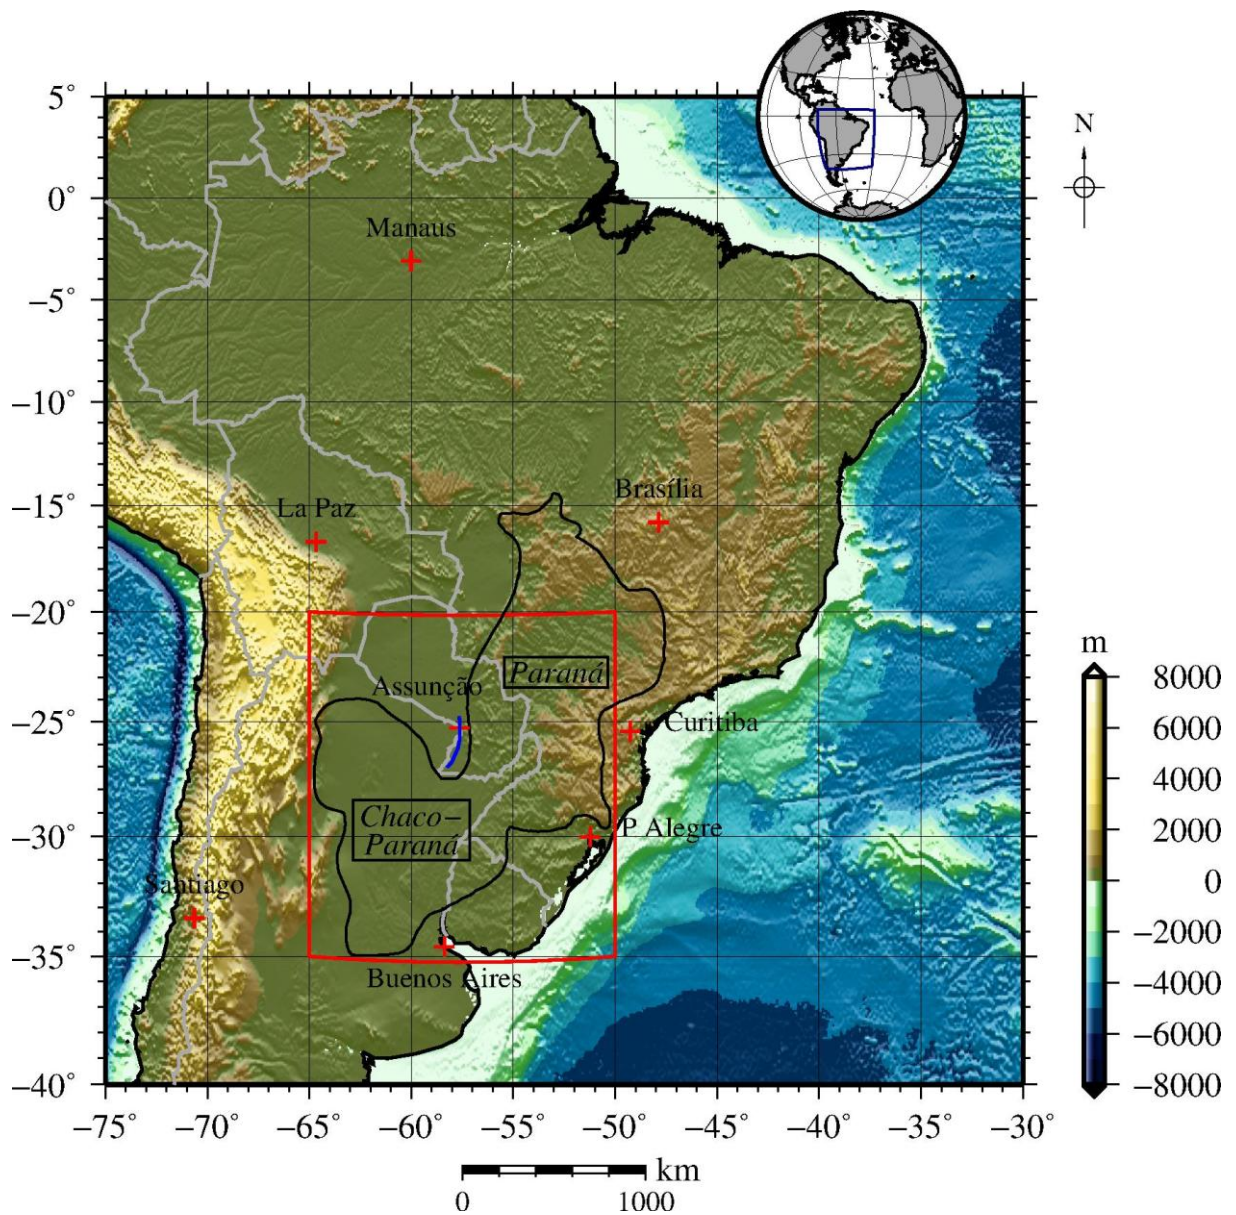 N
5°
0°
−5°
−10°
−15°
−20°
−25°
−30°
−35°
−40°
Manaus
Brasília
La Paz
Paraná
Assunção
Curitiba
Chaco−
Paraná
P Alegre
Santiago
Buenos Aires
m
8000
6000
4000
2000
0
−2000
−4000
−6000
−8000
−75° −70° −65° −60° −55° −50° −45° −40° −35° −30°
km
0 1000